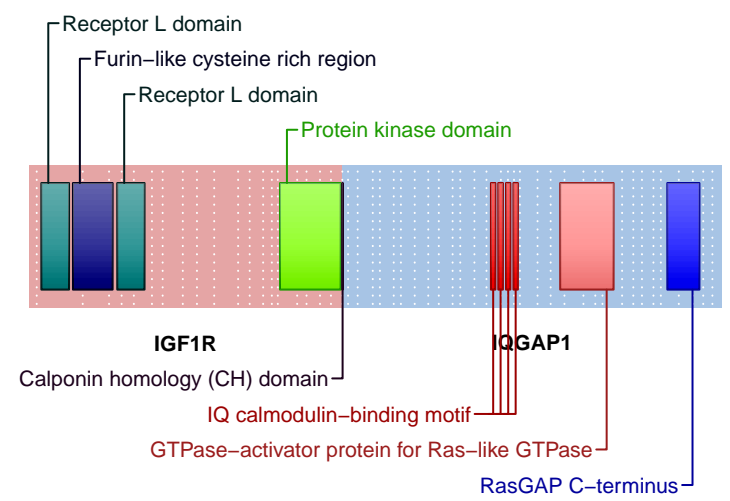 Receptor L domain
Furin−like cysteine rich region
Receptor L domain
Protein kinase domain
IGF1R
IQGAP1
Calponin homology (CH) domain
IQ calmodulin−binding motif
GTPase−activator protein for Ras−like GTPase
RasGAP C−terminus